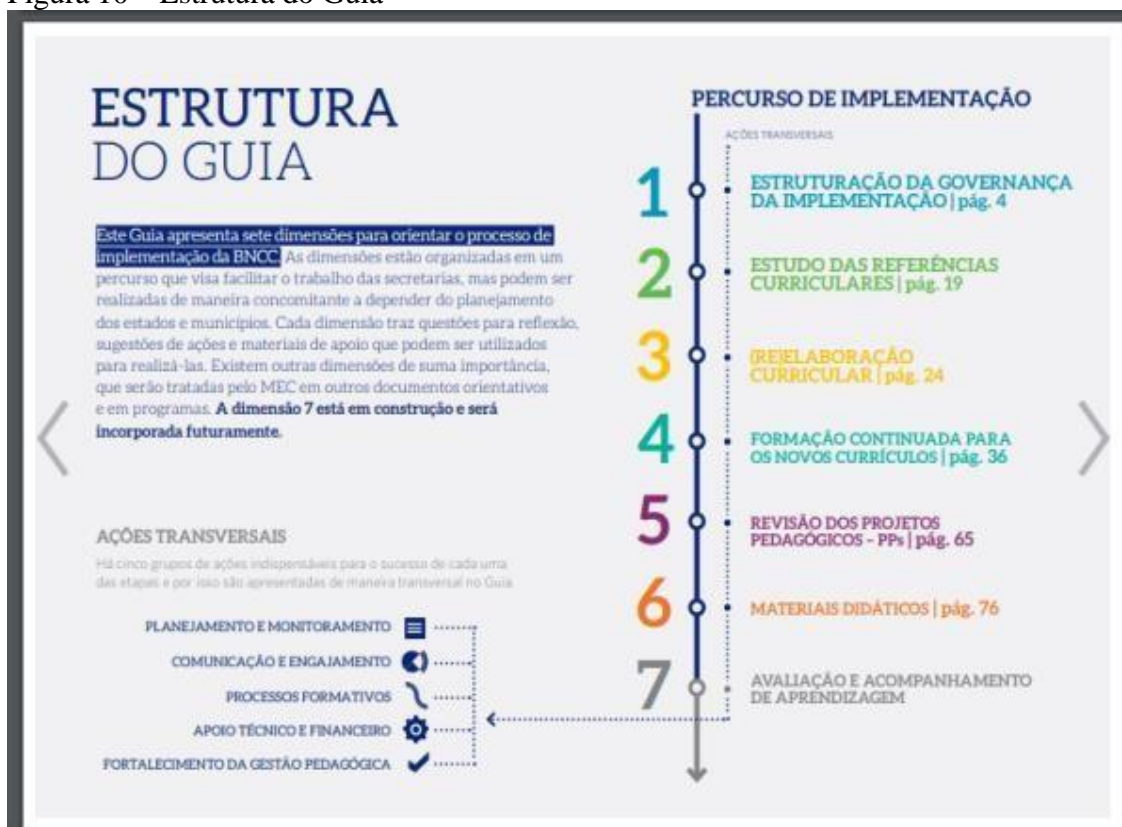 Figura 10 – Estrutura do Guia
ESTRUTURA
DO GUIA
Este Guia apresenta sete dimensões para orientar o processo de
implementação da BNCC. As dimensões estão organizadas em um
percurso que visa facilitar o trabalho das secretarias, mas podem ser
realizadas de maneira concomitante a depender do planejamento
dos estados e municípios. Cada dimensão traz questões para reflexão,
sugestões de ações e materiais de apoio que podem ser utilizados
para realizá-las. Existem outras dimensões de suma importância,
que serão tratadas pelo MEC em outros documentos orientativos
e em programas. A dimensão 7 está em construção e será
incorporada futuramente.
AÇÕES TRANSVERSAIS
Há cinco grupos de ações indispensáveis para o sucesso de cada uma
das etapas e por isso são apresentadas de maneira transversal no Guia
PLANEJAMENTO E MONITORAMENTO
COMUNICAÇÃO E ENGAJAMENTO
PROCESSOS FORMATIVOS
APOIO TÉCNICO E FINANCEIRO
FORTALECIMENTO DA GESTÃO PEDAGÓGICA
PERCURSO DE IMPLEMENTAÇÃO
AÇÕES TRANSVERSAIS
1 ESTRUTURAÇÃO DA GOVERNANÇA
DA IMPLEMENTAÇÃO | pág. 4
2 ESTUDO DAS REFERÊNCIAS
CURRICULARES | pág. 19
3 (RE)ELABORAÇÃO
CURRICULAR | pág. 24
4 FORMAÇÃO CONTINUADA PARA
OS NOVOS CURRÍCULOS | pág. 36
5 REVISÃO DOS PROJETOS
PEDAGÓGICOS – PPs | pág. 65
6 MATERIAIS DIDÁTICOS | pág. 76
7 AVALIAÇÃO E ACOMPANHAMENTO
DE APRENDIZAGEM